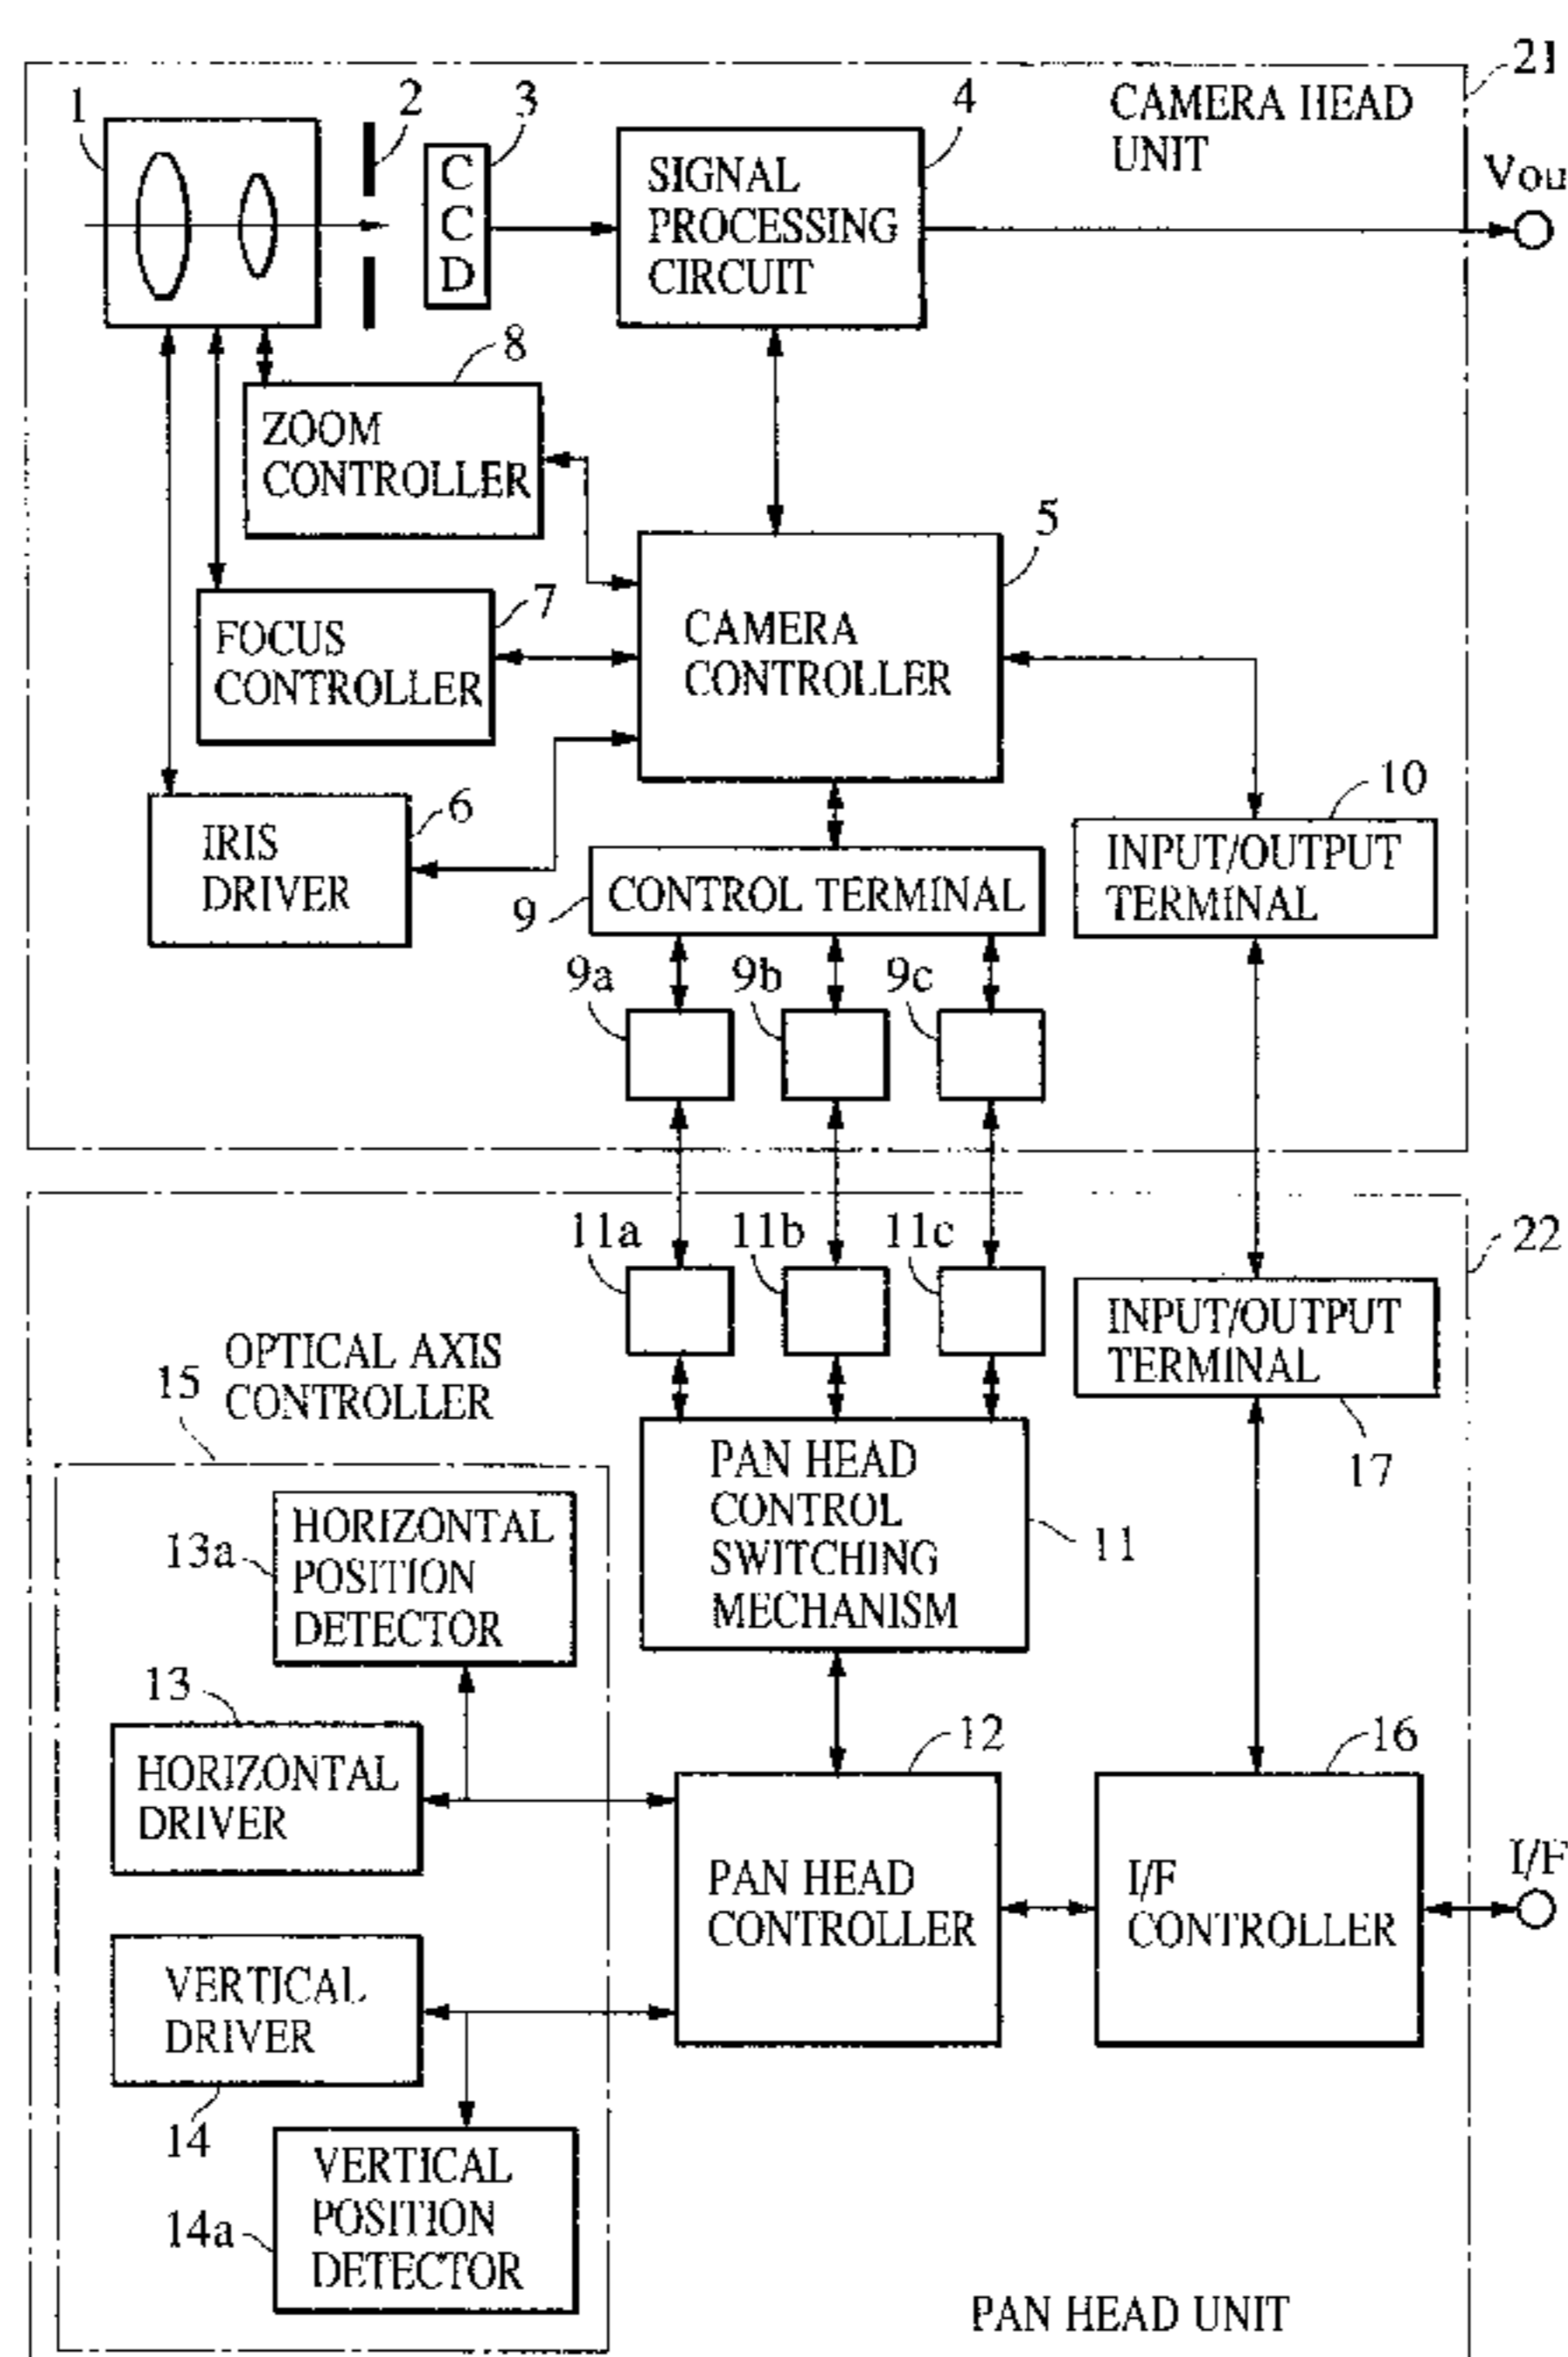 21
CAMERA HEAD
UNIT
1
2
3
4
C
C
D
SIGNAL
PROCESSING
CIRCUIT
Vou
8
ZOOM
CONTROLLER
5
CAMERA
CONTROLLER
7
FOCUS
CONTROLLER
6
IRIS
DRIVER
9
CONTROL TERMINAL
10
INPUT/OUTPUT
TERMINAL
9a
9b
9c
22
11a
11b
11c
INPUT/OUTPUT
TERMINAL
17
OPTICAL AXIS
CONTROLLER
15
PAN HEAD
CONTROL
SWITCHING
MECHANISM
11
13a
HORIZONTAL
POSITION
DETECTOR
13
HORIZONTAL
DRIVER
12
PAN HEAD
CONTROLLER
16
I/F
CONTROLLER
I/F
VERTICAL
DRIVER
14
14a
VERTICAL
POSITION
DETECTOR
PAN HEAD UNIT